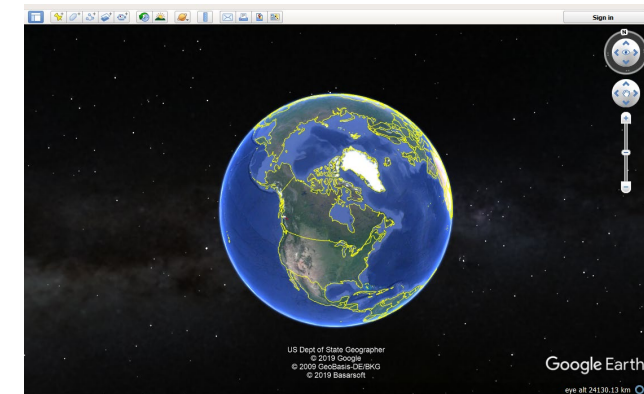 Sign in
N
US Dept of State Geographer
© 2019 Google
© 2009 GeoBasis-DE/BKG
© 2019 Basarsoft
Google Earth
eye alt 24130.13 km